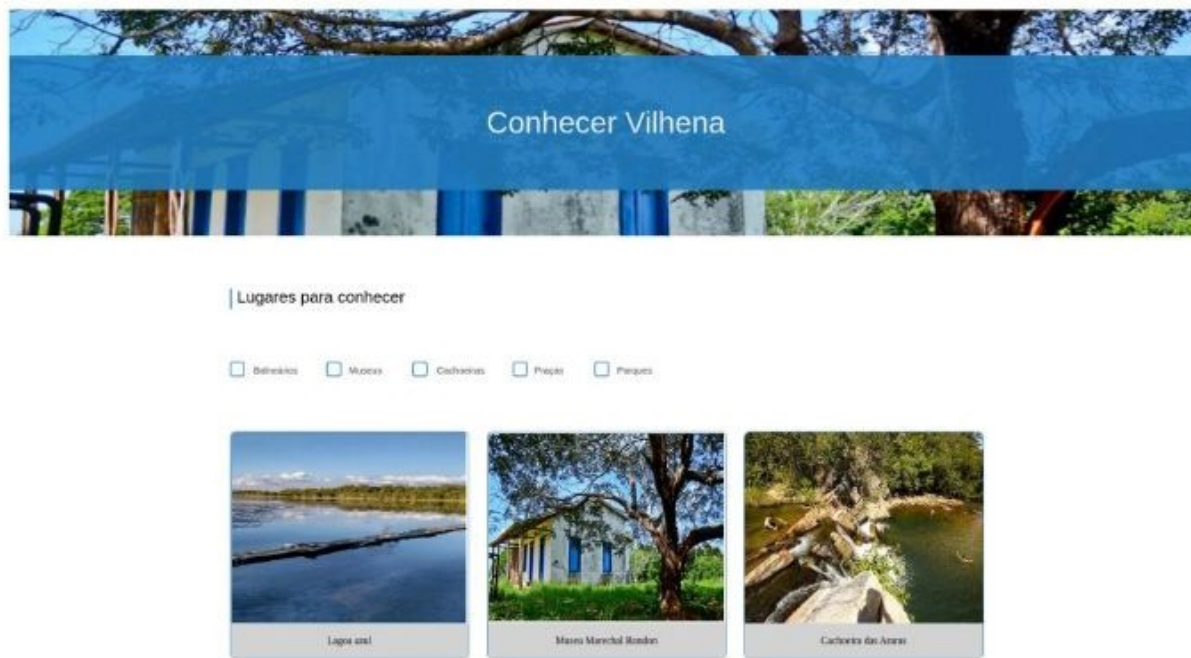 Conhecer Vilhena
Lugares para conhecer
Balneários
Museus
Cachoeiras
Praças
Parques
Lagoa azul
Museu Marechal Rondon
Cachoeira das Araras